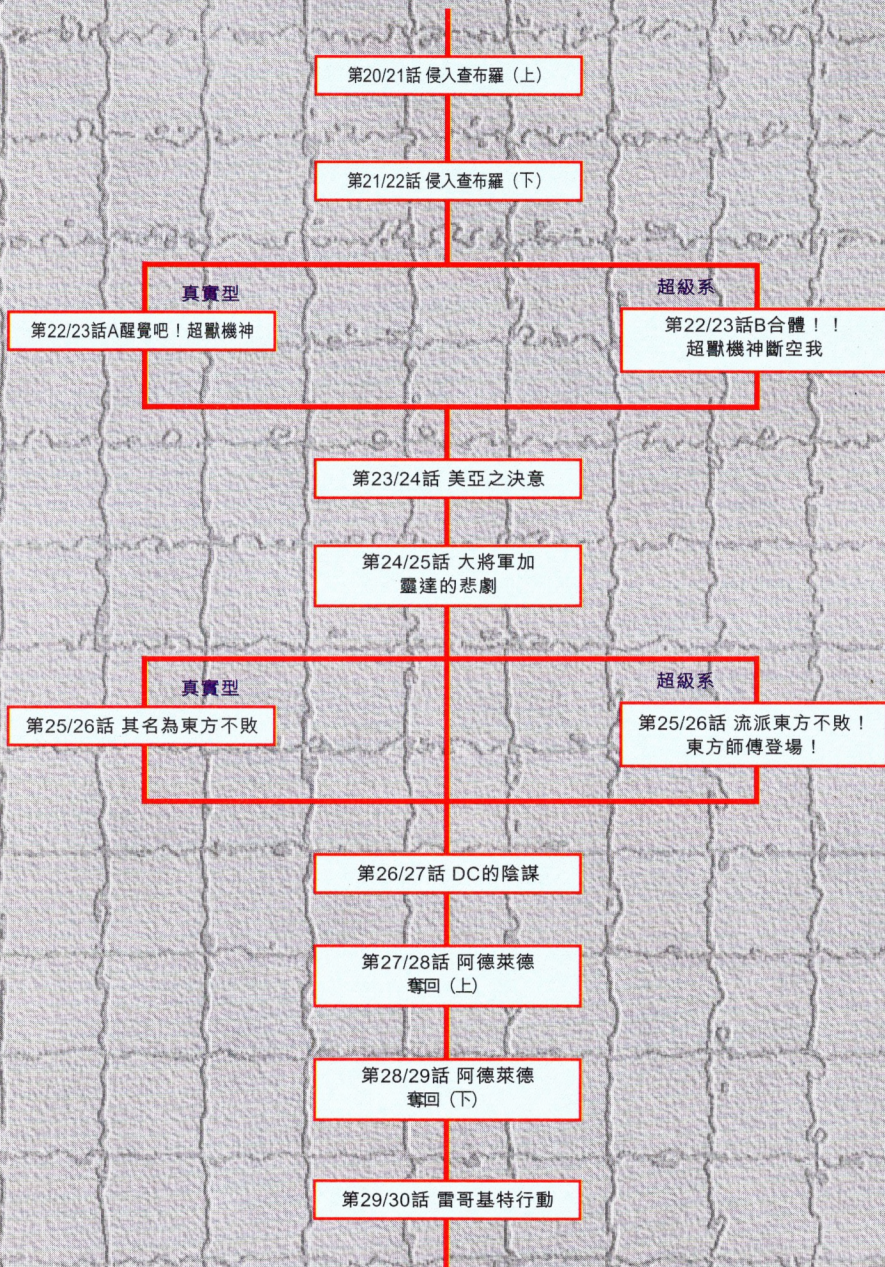 第20/21話 侵入查布羅（上）
第21/22話 侵入查布羅（下）
真實型
第22/23話A醒覺吧！超獸機神
超級系
第22/23話B合體！！
超獸機神斷空我
第23/24話 美亞之決意
第24/25話 大將軍加
靈達的悲劇
真實型
第25/26話 其名為東方不敗
超級系
第25/26話 流派東方不敗！
東方師傅登場！
第26/27話 DC的陰謀
第27/28話 阿德萊德
奪回（上）
第28/29話 阿德萊德
奪回（下）
第29/30話 雷哥基特行動